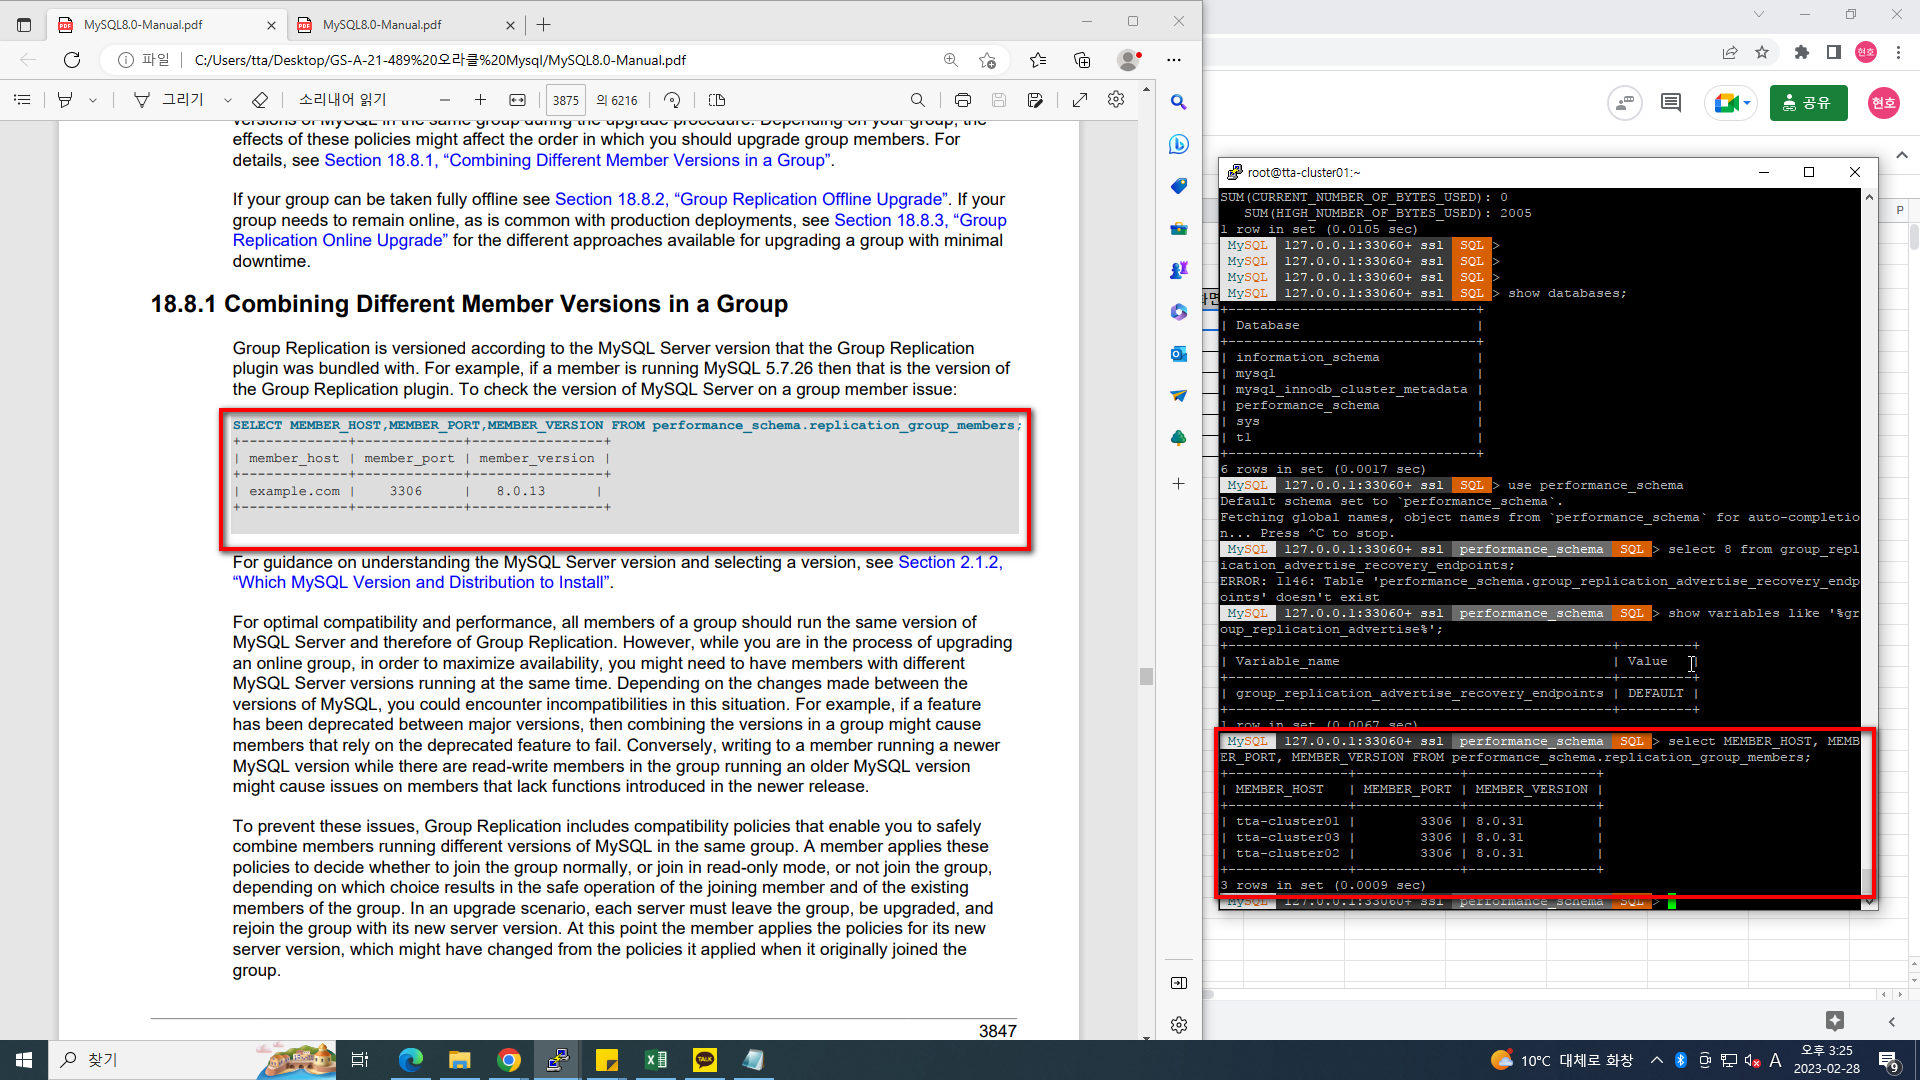 MySQL8.0-Manual.pdf
MySQL8.0-Manual.pdf
파일
C:/Users/tta/Desktop/GS-A-21-489%20오라클%20Mysql/MySQL8.0-Manual.pdf
그리기
소리내어 읽기
3875
의 6216
effects of these policies might affect the order in which you should upgrade group members. For
details, see Section 18.8.1, “Combining Different Member Versions in a Group”.
If your group can be taken fully offline see Section 18.8.2, “Group Replication Offline Upgrade”. If your
group needs to remain online, as is common with production deployments, see Section 18.8.3, “Group
Replication Online Upgrade” for the different approaches available for upgrading a group with minimal
downtime.
18.8.1 Combining Different Member Versions in a Group
Group Replication is versioned according to the MySQL Server version that the Group Replication
plugin was bundled with. For example, if a member is running MySQL 5.7.26 then that is the version of
the Group Replication plugin. To check the version of MySQL Server on a group member issue:
SELECT MEMBER_HOST,MEMBER_PORT,MEMBER_VERSION FROM performance_schema.replication_group_members;
+-------------+-------------+----------------+
| member_host | member_port | member_version |
+-------------+-------------+----------------+
| example.com |    3306     |   8.0.13       |
+-------------+-------------+----------------+
For guidance on understanding the MySQL Server version and selecting a version, see Section 2.1.2,
“Which MySQL Version and Distribution to Install”.
For optimal compatibility and performance, all members of a group should run the same version of
MySQL Server and therefore of Group Replication. However, while you are in the process of upgrading
an online group, in order to maximize availability, you might need to have members with different
MySQL Server versions running at the same time. Depending on the changes made between the
versions of MySQL, you could encounter incompatibilities in this situation. For example, if a feature
has been deprecated between major versions, then combining the versions in a group might cause
members that rely on the deprecated feature to fail. Conversely, writing to a member running a newer
MySQL version while there are read-write members in the group running an older MySQL version
might cause issues on members that lack functions introduced in the newer release.
To prevent these issues, Group Replication includes compatibility policies that enable you to safely
combine members running different versions of MySQL in the same group. A member applies these
policies to decide whether to join the group normally, or join in read-only mode, or not join the group,
depending on which choice results in the safe operation of the joining member and of the existing
members of the group. In an upgrade scenario, each server must leave the group, be upgraded, and
rejoin the group with its new server version. At this point the member applies the policies for its new
server version, which might have changed from the policies it applied when it originally joined the
group.
3847
현호
공유
현호
P
root@tta-cluster01:~
SUM(CURRENT_NUMBER_OF_BYTES_USED): 0
SUM(HIGH_NUMBER_OF_BYTES_USED): 2005
1 row in set (0.0105 sec)
MySQL 127.0.0.1:33060+ ssl SQL >
MySQL 127.0.0.1:33060+ ssl SQL >
MySQL 127.0.0.1:33060+ ssl SQL >
MySQL 127.0.0.1:33060+ ssl SQL > show databases;
+-------------------------------+
| Database                      |
+-------------------------------+
| information_schema            |
| mysql                         |
| mysql_innodb_cluster_metadata |
| performance_schema            |
| sys                           |
| tl                            |
+-------------------------------+
6 rows in set (0.0017 sec)
MySQL 127.0.0.1:33060+ ssl SQL > use performance_schema
Default schema set to `performance_schema`.
Fetching global names, object names from `performance_schema` for auto-completio
n... Press ^C to stop.
MySQL 127.0.0.1:33060+ ssl performance_schema SQL > select 8 from group_repl
ication_advertise_recovery_endpoints;
ERROR: 1146: Table 'performance_schema.group_replication_advertise_recovery_endp
oints' doesn't exist
MySQL 127.0.0.1:33060+ ssl performance_schema SQL > show variables like '%gr
oup_replication_advertise%';
+------------------------------------------------+---------+
| Variable_name                                  | Value   |
+------------------------------------------------+---------+
| group_replication_advertise_recovery_endpoints | DEFAULT |
+------------------------------------------------+---------+
1 row in set (0.0067 sec)
MySQL 127.0.0.1:33060+ ssl performance_schema SQL > select MEMBER_HOST, MEMB
ER_PORT, MEMBER_VERSION FROM performance_schema.replication_group_members;
+---------------+-------------+----------------+
| MEMBER_HOST   | MEMBER_PORT | MEMBER_VERSION |
+---------------+-------------+----------------+
| tta-cluster01 |        3306 | 8.0.31         |
| tta-cluster03 |        3306 | 8.0.31         |
| tta-cluster02 |        3306 | 8.0.31         |
+---------------+-------------+----------------+
3 rows in set (0.0009 sec)
MySQL 127.0.0.1:33060+ ssl performance_schema SQL >
찾기
TALK
10°C 대체로 화창
A
오후 3:25
2023-02-28
9